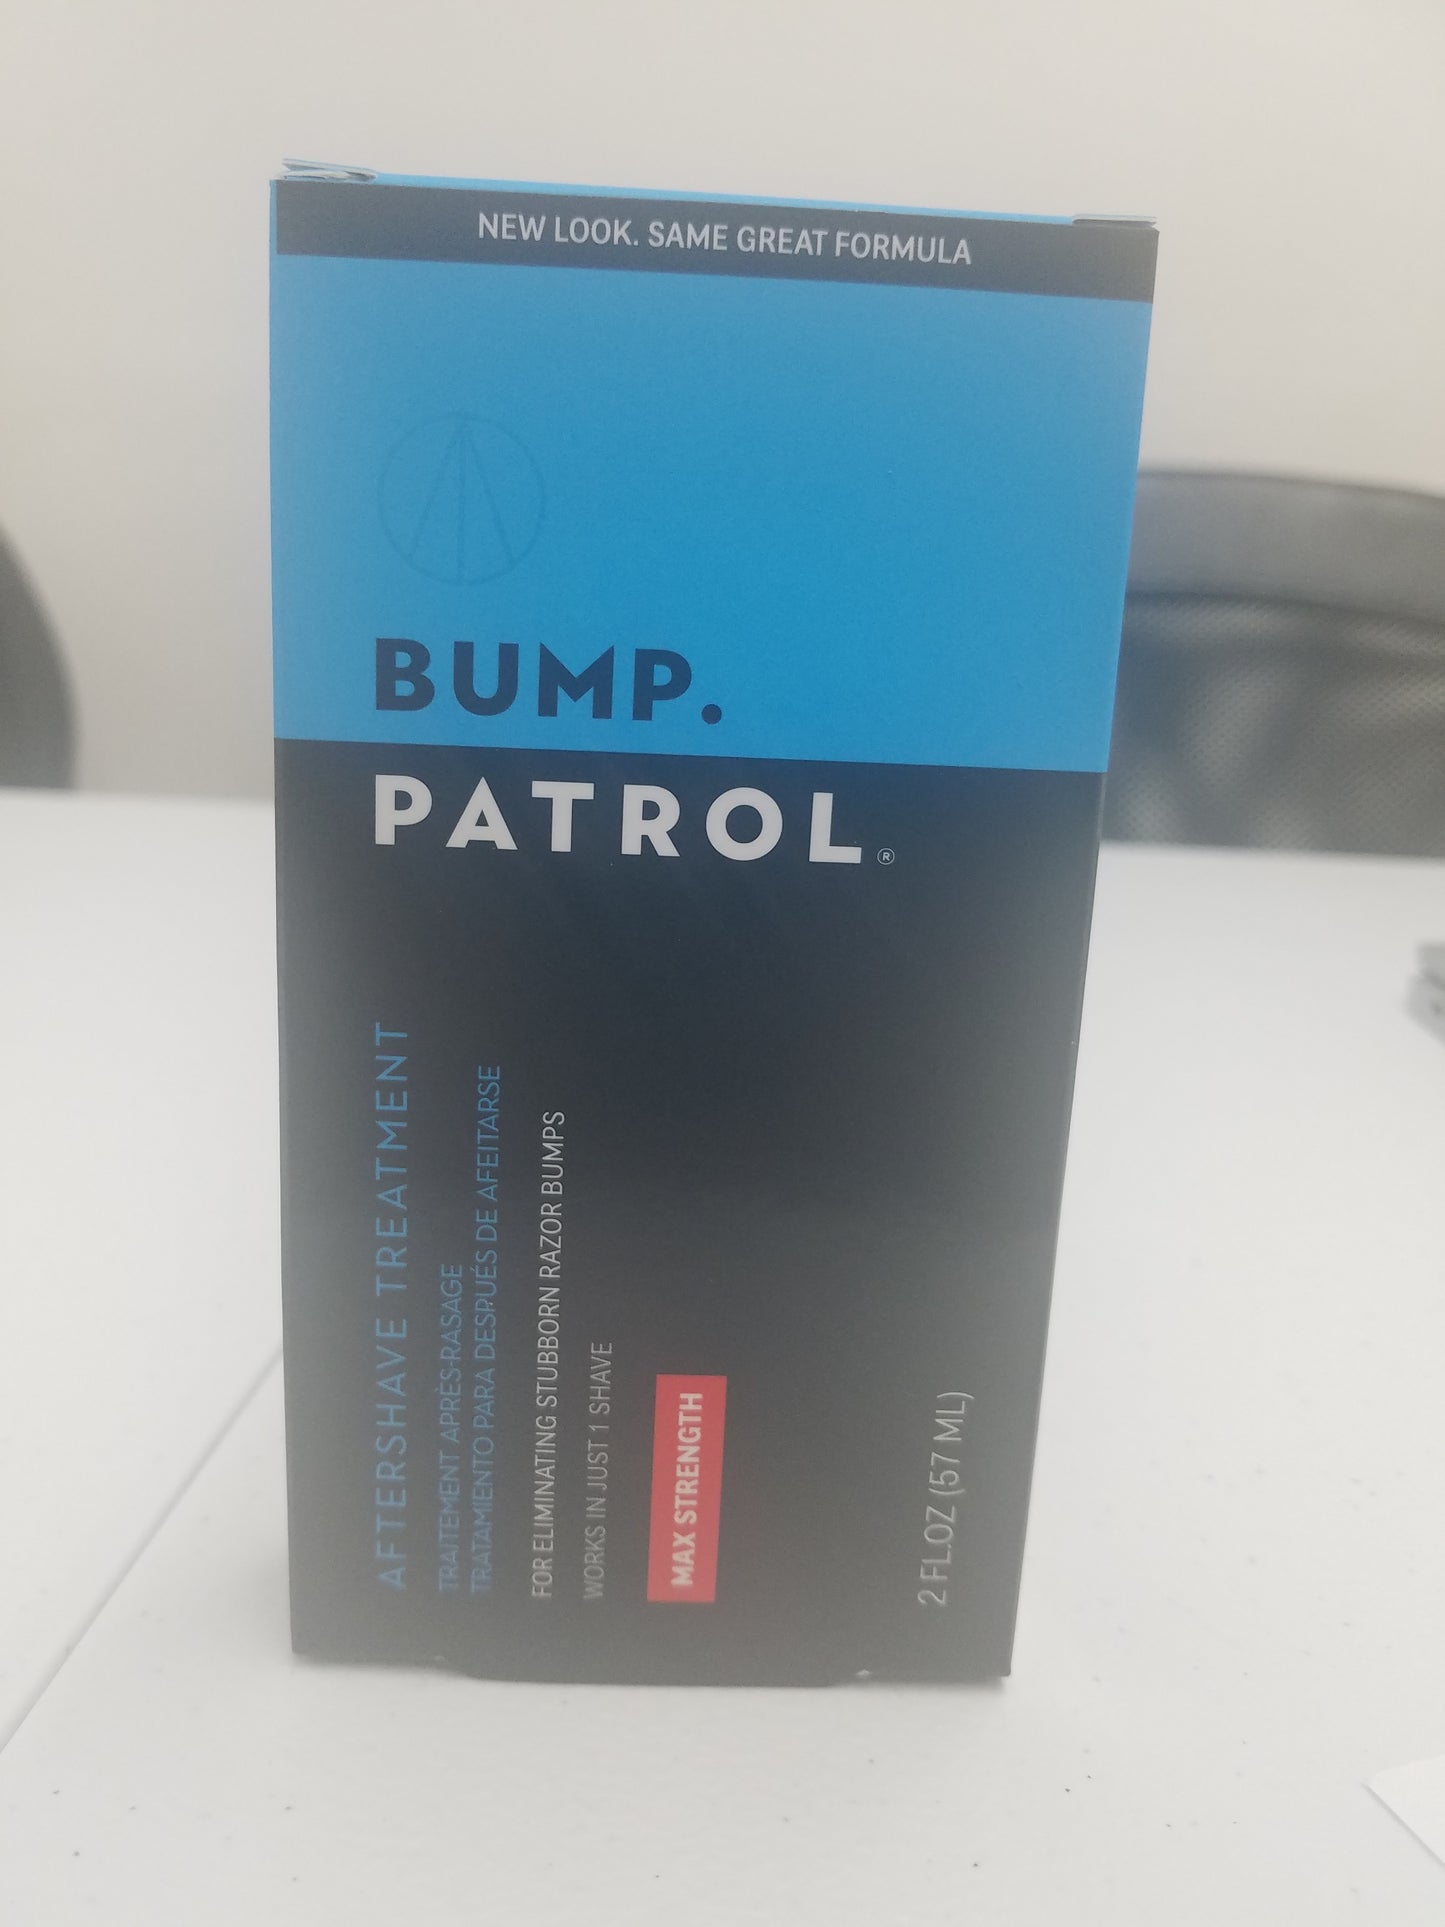 NEW LOOK. SAME GREAT FORMULA
BUMP.
PATROL®
AFTERSHAVE TREATMENT
TRAITEMENT APRÈS-RASAGE
TRATAMIENTO PARA DESPUÉS DE AFEITARSE
FOR ELIMINATING STUBBORN RAZOR BUMPS
WORKS IN JUST 1 SHAVE
MAX STRENGTH
2 FL.OZ (57 ML)